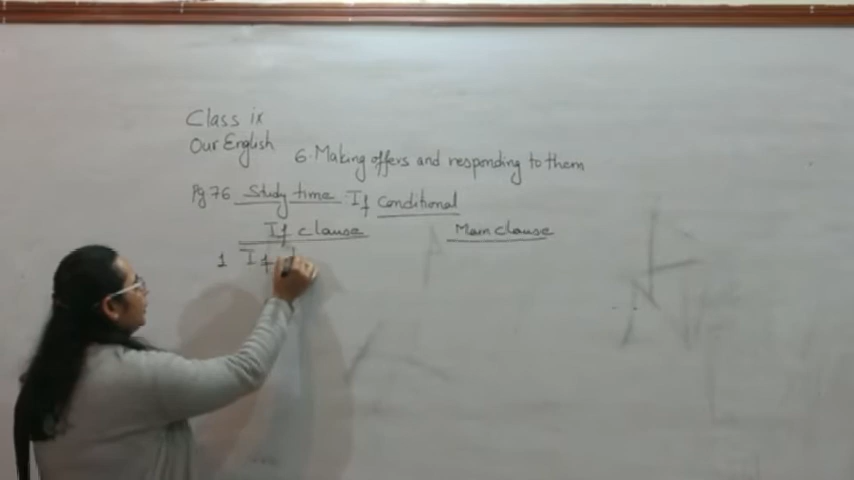 Class ix
Our English
6. Making offers and responding to them
Pg 76 Study time: If Conditional
If clause Main clause
1 If